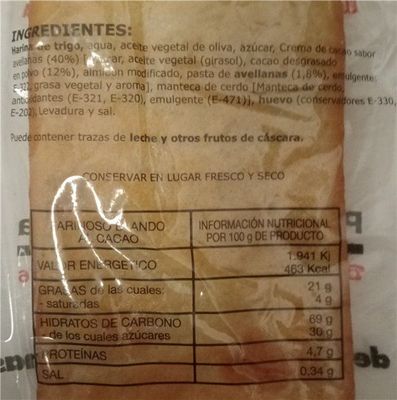 INGREDIENTES:
Harina de trigo, agua, aceite vegetal de oliva, azúcar, Crema de cacao sabor
avellanas (40%) aceite vegetal (girasol), cacao desgrasado
en polvo (12%), almidón modificado, pasta de avellanas (1,8%), emulgente:
E-322, grasa vegetal y aroma], manteca de cerdo [Manteca de cerdo,
antioxidantes (E-321, E-320), emulgente (E-471)], huevo (conservadores E-330,
E-202), Levadura y sal.
Puede contener trazas de leche y otros frutos de cáscara.
CONSERVAR EN LUGAR FRESCO Y SECO
HARINOSO BLANDO
AL CACAO
INFORMACIÓN NUTRICIONAL
POR 100 g DE PRODUCTO
VALOR ENERGETICO
1.941 Kj
463 Kcal
GRASAS de las cuales: 21 g
- saturadas 4 g
HIDRATOS DE CARBONO 69 g
- de los cuales azúcares 30 g
PROTEÍNAS 4,7 g
SAL 0,34 g